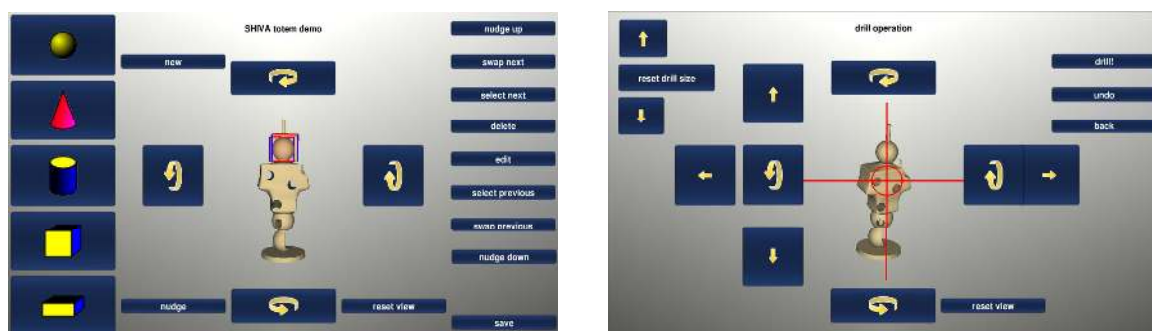 SHIVA totem demo
nudge up
new
swap next
select next
delete
edit
select previous
swap previous
nudge down
nudge
reset view
save
drill operation
reset drill size
drill!
undo
back
reset view